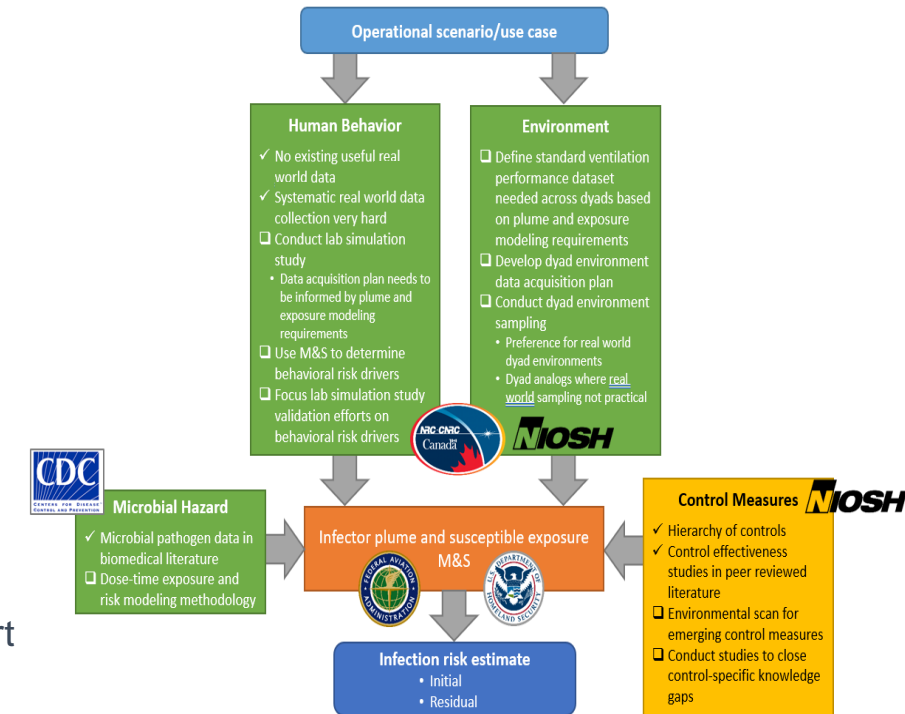 Operational scenario/use case
Human Behavior
✓ No existing useful real
world data
✓ Systematic real world data
collection very hard
❑ Conduct lab simulation
study
• Data acquisition plan needs to
be informed by plume and
exposure modeling
requirements
❑ Use M&S to determine
behavioral risk drivers
❑ Focus lab simulation study
validation efforts on
behavioral risk drivers
Environment
❑ Define standard ventilation
performance dataset
needed across dyads based
on plume and exposure
modeling requirements
❑ Develop dyad environment
data acquisition plan
❑ Conduct dyad environment
sampling
• Preference for real world
dyad environments
• Dyad analogs where real
world sampling not practical
NRC·CNRC
Canada
NIOSH
CDC
CENTERS FOR DISEASE
CONTROL AND PREVENTION
Microbial Hazard
✓ Microbial pathogen data in
biomedical literature
❑ Dose-time exposure and
risk modeling methodology
Infector plume and susceptible exposure
M&S
FEDERAL AVIATION
ADMINISTRATION
U.S. DEPARTMENT OF
HOMELAND SECURITY
Control Measures
NIOSH
✓ Hierarchy of controls
✓ Control effectiveness
studies in peer reviewed
literature
❑ Environmental scan for
emerging control measures
❑ Conduct studies to close
control-specific knowledge
gaps
rt
Infection risk estimate
• Initial
• Residual